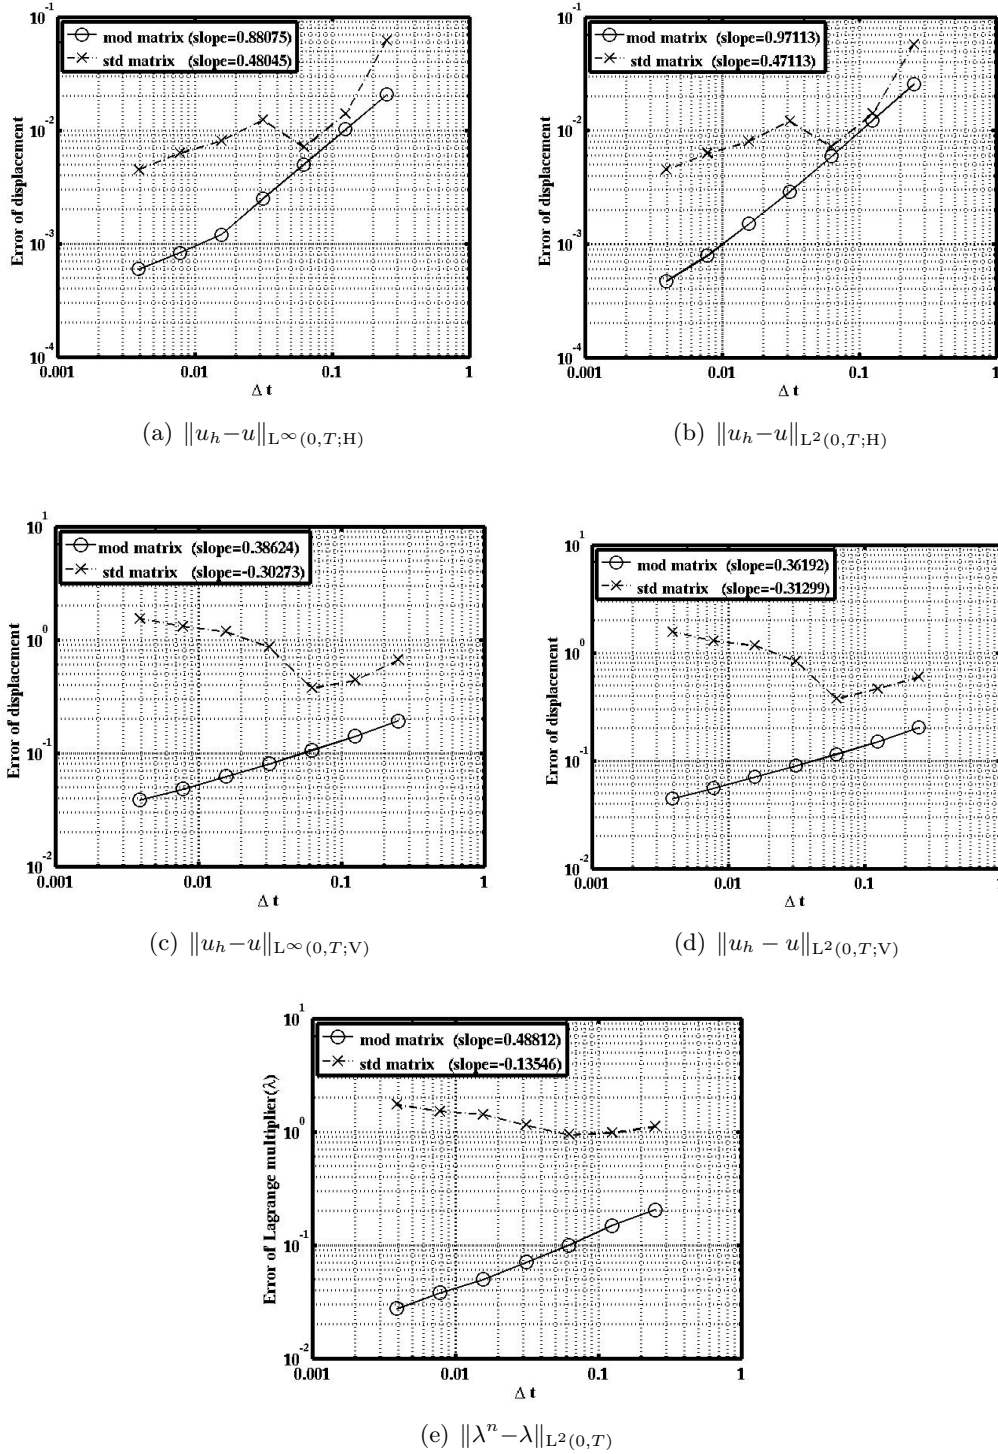 10^-1
mod matrix (slope=0.88075)
std matrix (slope=0.48045)
10^-2
10^-3
10^-4
Error of displacement
0.001 0.01 0.1 1
Δ t
(a) ‖u_h−u‖_L^∞(0,T;H)
10^-1
mod matrix (slope=0.97113)
std matrix (slope=0.47113)
10^-2
10^-3
10^-4
Error of displacement
0.001 0.01 0.1 1
Δ t
(b) ‖u_h−u‖_L^2(0,T;H)
10^1
mod matrix (slope=0.38624)
std matrix (slope=-0.30273)
10^0
10^-1
10^-2
Error of displacement
0.001 0.01 0.1 1
Δ t
(c) ‖u_h−u‖_L^∞(0,T;V)
10^1
mod matrix (slope=0.36192)
std matrix (slope=-0.31299)
10^0
10^-1
10^-2
Error of displacement
0.001 0.01 0.1 1
Δ t
(d) ‖u_h − u‖_L^2(0,T;V)
10^1
mod matrix (slope=0.48812)
std matrix (slope=-0.13546)
10^0
10^-1
10^-2
Error of Lagrange multiplier(λ)
0.001 0.01 0.1 1
Δ t
(e) ‖λ^n−λ‖_L^2(0,T)